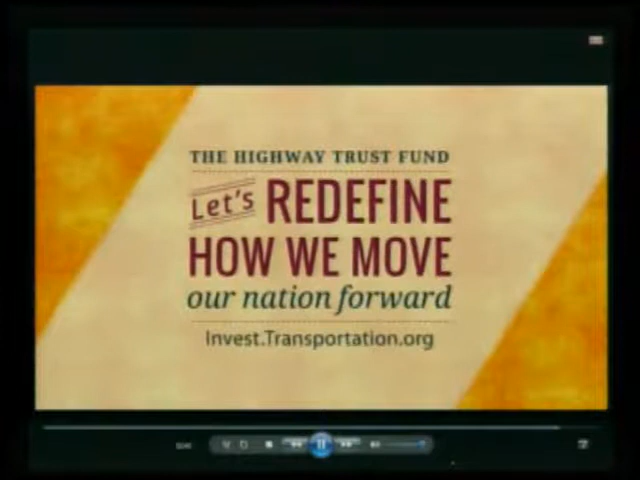 THE HIGHWAY TRUST FUND
Let's REDEFINE
HOW WE MOVE
our nation forward
Invest.Transportation.org